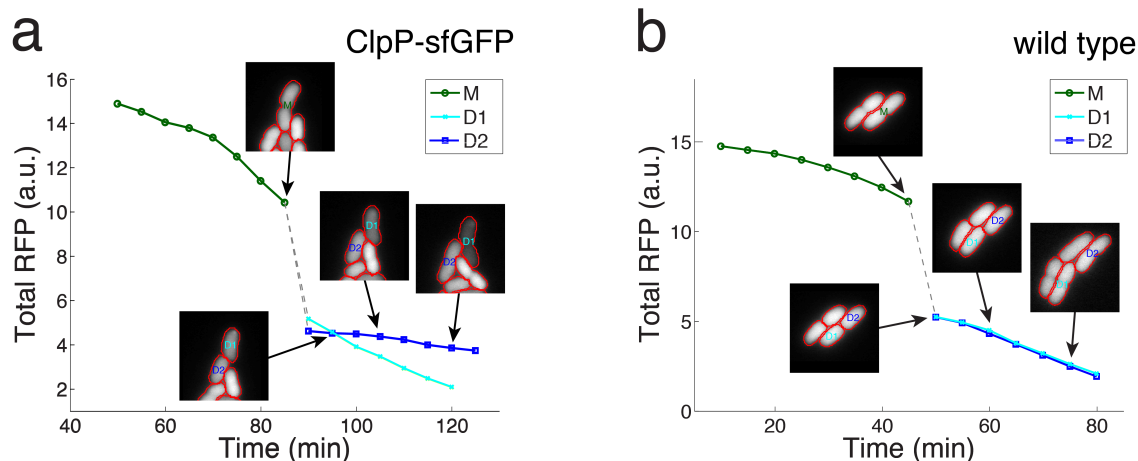 a
ClpP-sfGFP
Total RFP (a.u.)
16
14
12
10
8
6
4
2
40
60
80
100
120
Time (min)
M
D1
D2
M
D1
D2
D1
D2
D1
D2
b
wild type
Total RFP (a.u.)
15
10
5
0
20
40
60
80
Time (min)
M
D1
D2
M
D2
D1
D2
D1
D2